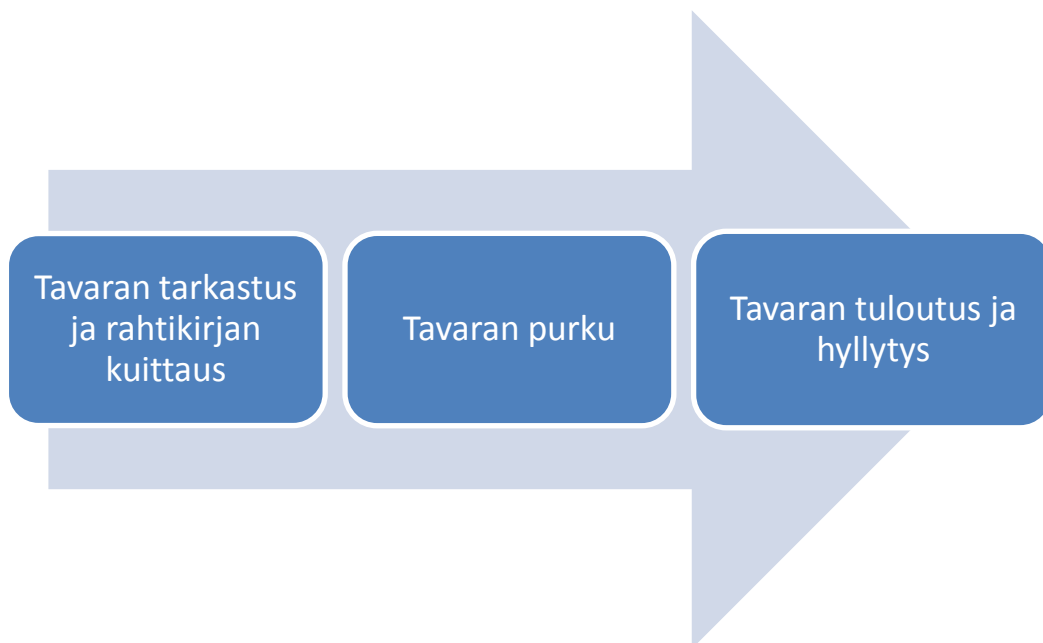 Tavaran tarkastus
ja rahtikirjan
kuittaus
Tavaran purku
Tavaran tuloutus ja
hyllytys